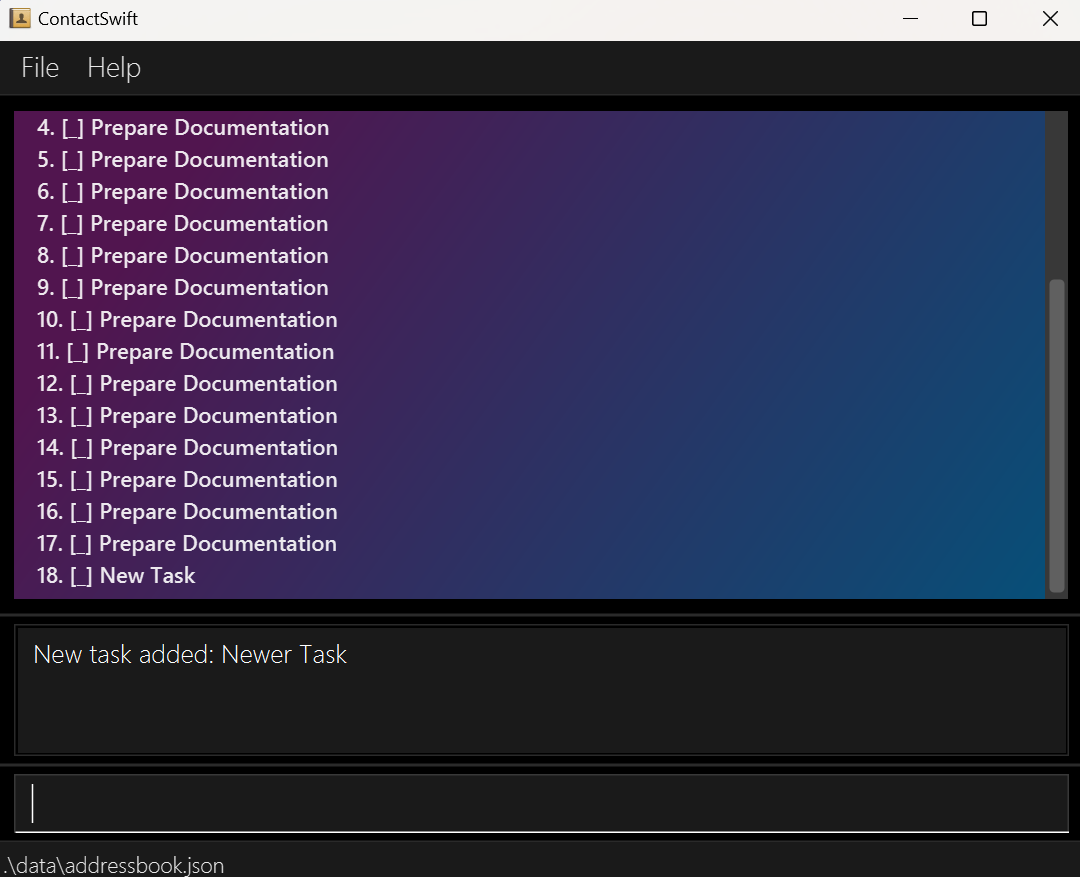 ContactSwift
File Help
4. [_] Prepare Documentation
5. [_] Prepare Documentation
6. [_] Prepare Documentation
7. [_] Prepare Documentation
8. [_] Prepare Documentation
9. [_] Prepare Documentation
10. [_] Prepare Documentation
11. [_] Prepare Documentation
12. [_] Prepare Documentation
13. [_] Prepare Documentation
14. [_] Prepare Documentation
15. [_] Prepare Documentation
16. [_] Prepare Documentation
17. [_] Prepare Documentation
18. [_] New Task
New task added: Newer Task
.\data\addressbook.json